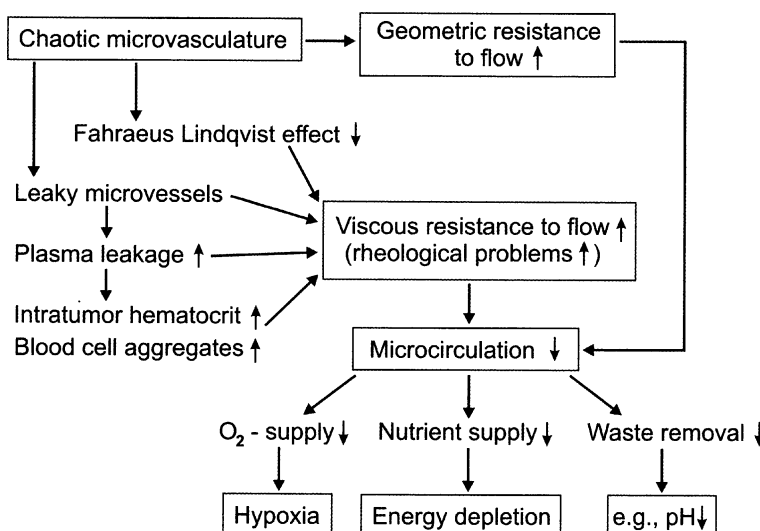 Chaotic microvasculature
Geometric resistance
to flow ↑
Fahraeus Lindqvist effect ↓
Leaky microvessels
Viscous resistance to flow ↑
(rheological problems ↑)
Plasma leakage ↑
Intratumor hematocrit ↑
Blood cell aggregates ↑
Microcirculation ↓
O₂ - supply ↓
Nutrient supply ↓
Waste removal ↓
Hypoxia
Energy depletion
e.g., pH↓